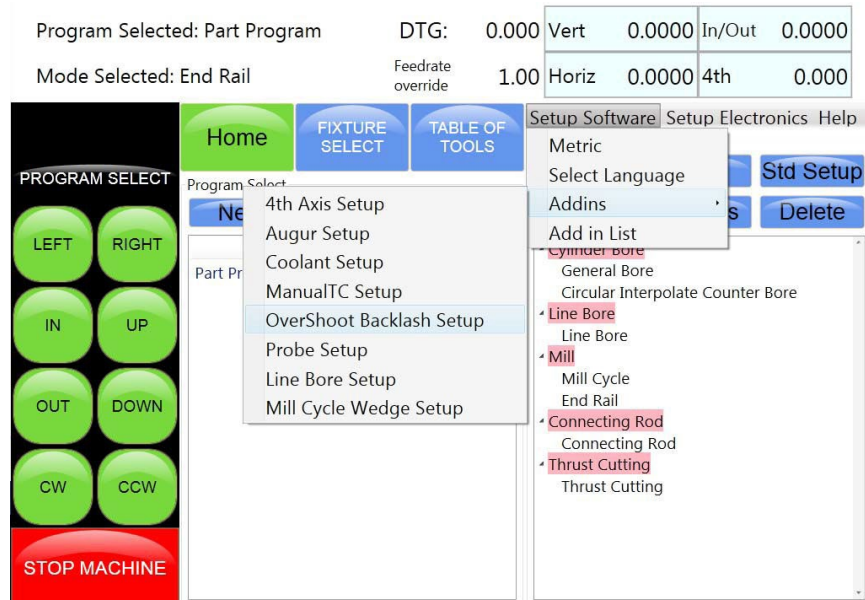 Program Selected: Part Program
DTG: 0.000
Vert 0.0000
In/Out 0.0000
Mode Selected: End Rail
Feedrate
override 1.00
Horiz 0.0000
4th 0.000
Home
FIXTURE
SELECT
TABLE OF
TOOLS
Setup Software Setup Electronics Help
Metric
Select Language
Addins
Add in List
Std Setup
Delete
PROGRAM SELECT
LEFT RIGHT
IN UP
OUT DOWN
CW CCW
STOP MACHINE
Program Select
Ne
Part Pr
4th Axis Setup
Augur Setup
Coolant Setup
ManualTC Setup
OverShoot Backlash Setup
Probe Setup
Line Bore Setup
Mill Cycle Wedge Setup
s
Cylinder Bore
General Bore
Circular Interpolate Counter Bore
Line Bore
Line Bore
Mill
Mill Cycle
End Rail
Connecting Rod
Connecting Rod
Thrust Cutting
Thrust Cutting